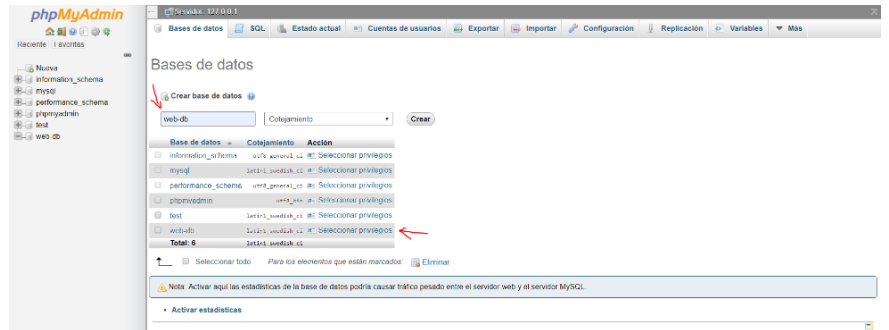 phpMyAdmin
Reciente Favoritas
Nueva
information_schema
mysql
performance_schema
phpmyadmin
test
web-db
Servidor: 127.0.0.1
Bases de datos SQL Estado actual Cuentas de usuarios Exportar Importar Configuración Replicación Variables Más
Bases de datos
Crear base de datos
web-db Cotejamiento Crear
Base de datos Cotejamiento Acción
information_schema utf8_general_ci Seleccionar privilegios
mysql latin1_swedish_ci Seleccionar privilegios
performance_schema utf8_general_ci Seleccionar privilegios
phpmyadmin utf8_bin Seleccionar privilegios
test latin1_swedish_ci Seleccionar privilegios
web-db latin1_swedish_ci Seleccionar privilegios
Total: 6 latin1_swedish_ci
Seleccionar todo Para los elementos que están marcados: Eliminar
Nota: Activar aquí las estadísticas de la base de datos podría causar tráfico pesado entre el servidor web y el servidor MySQL.
Activar estadísticas